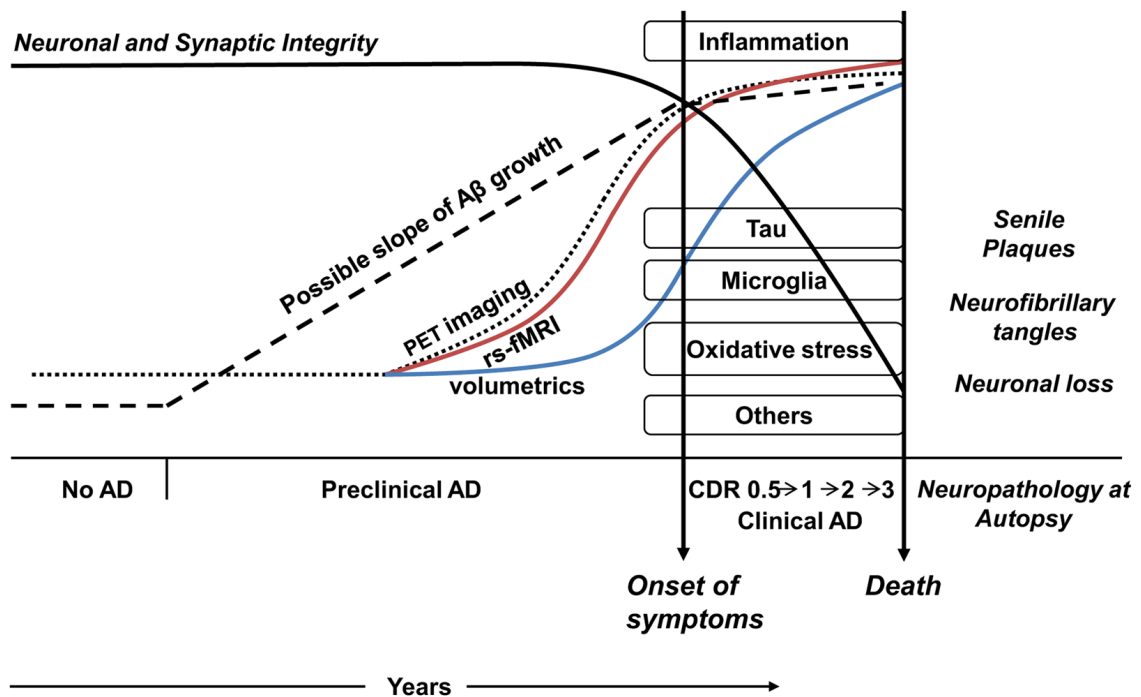 Neuronal and Synaptic Integrity
Inflammation
Possible slope of Aβ growth
PET imaging
rs-fMRI
volumetrics
Tau
Microglia
Oxidative stress
Others
Senile
Plaques
Neurofibrillary
tangles
Neuronal loss
No AD
Preclinical AD
CDR 0.5→1→2→3
Clinical AD
Neuropathology at
Autopsy
Onset of
symptoms
Death
Years